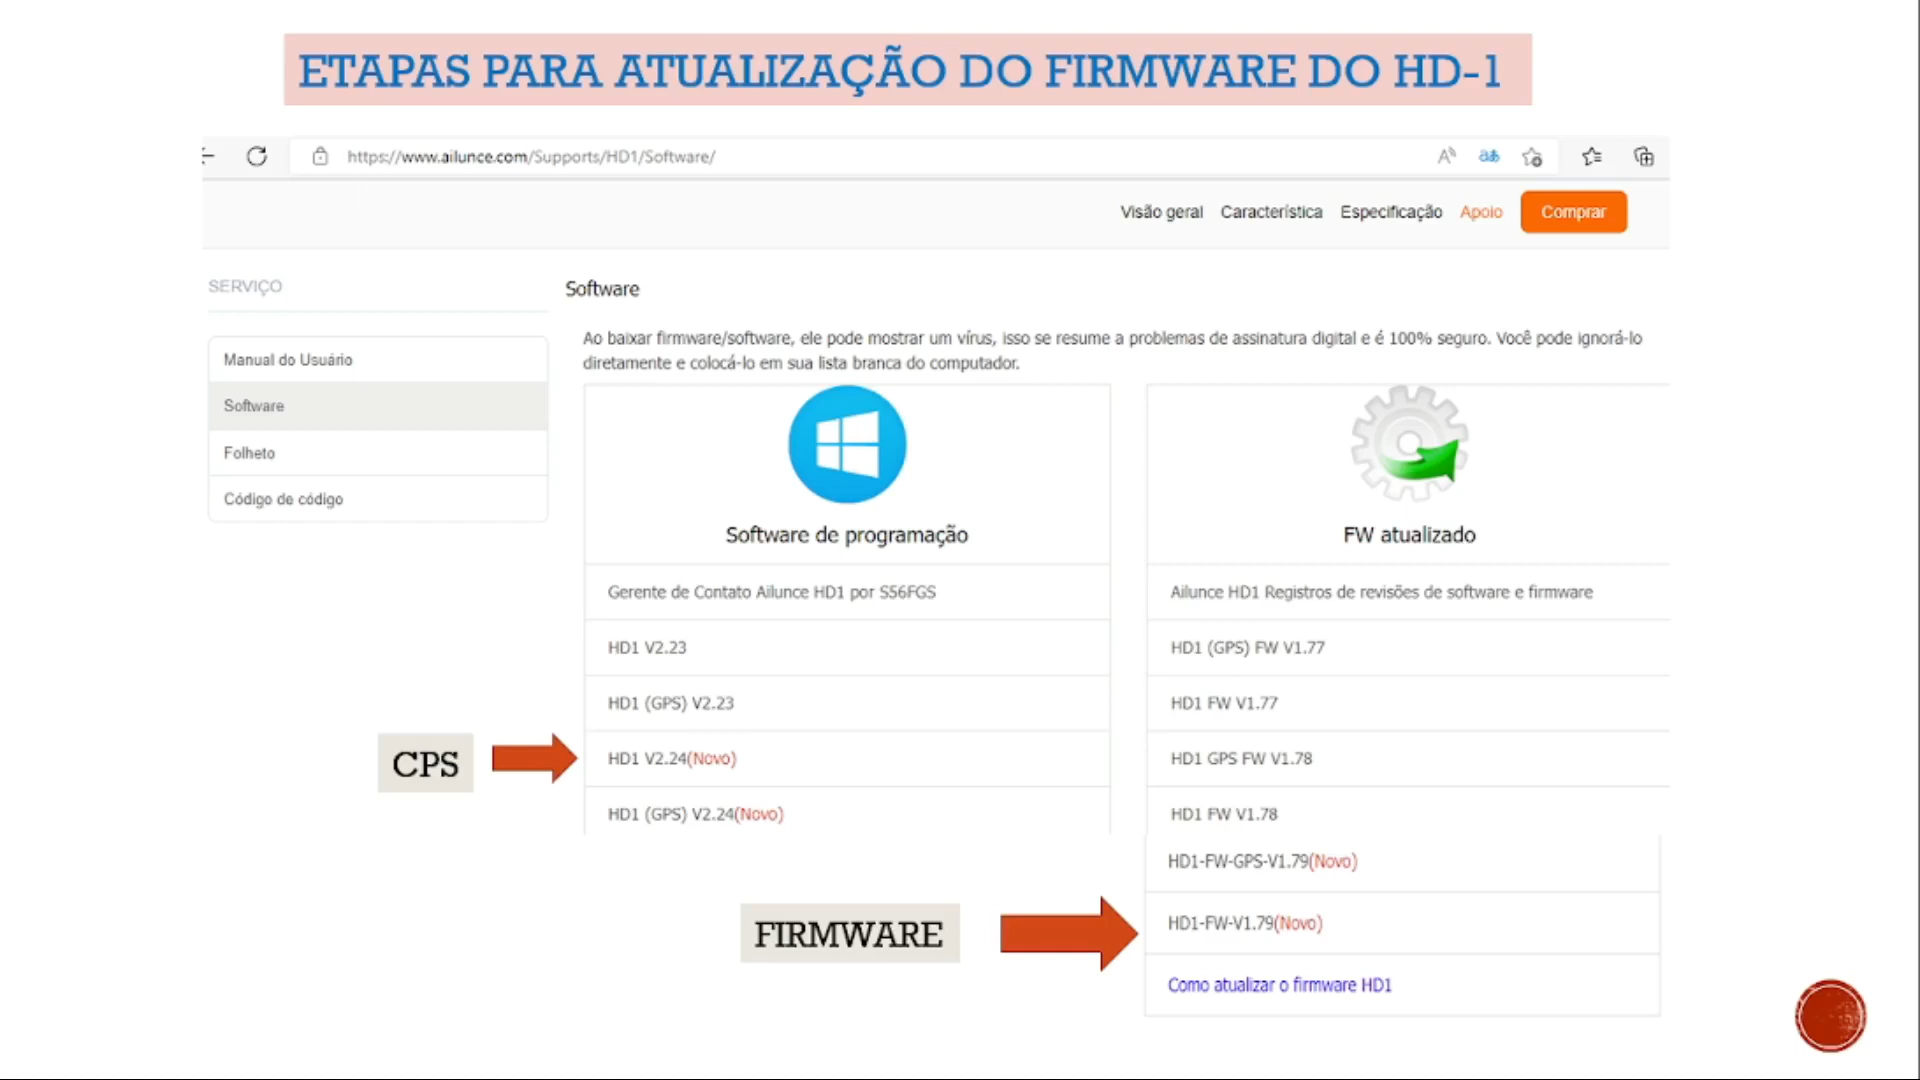 ETAPAS PARA ATUALIZAÇÃO DO FIRMWARE DO HD-1
https://www.ailunce.com/Supports/HD1/Software/
Visão geral Característica Especificação Apoio Comprar
SERVIÇO
Manual do Usuário
Software
Folheto
Código de código
Software
Ao baixar firmware/software, ele pode mostrar um vírus, isso se resume a problemas de assinatura digital e é 100% seguro. Você pode ignorá-lo
diretamente e colocá-lo em sua lista branca do computador.
Software de programação
Gerente de Contato Ailunce HD1 por S56FGS
HD1 V2.23
HD1 (GPS) V2.23
HD1 V2.24(Novo)
HD1 (GPS) V2.24(Novo)
CPS
FW atualizado
Ailunce HD1 Registros de revisões de software e firmware
HD1 (GPS) FW V1.77
HD1 FW V1.77
HD1 GPS FW V1.78
HD1 FW V1.78
HD1-FW-GPS-V1.79(Novo)
HD1-FW-V1.79(Novo)
Como atualizar o firmware HD1
FIRMWARE